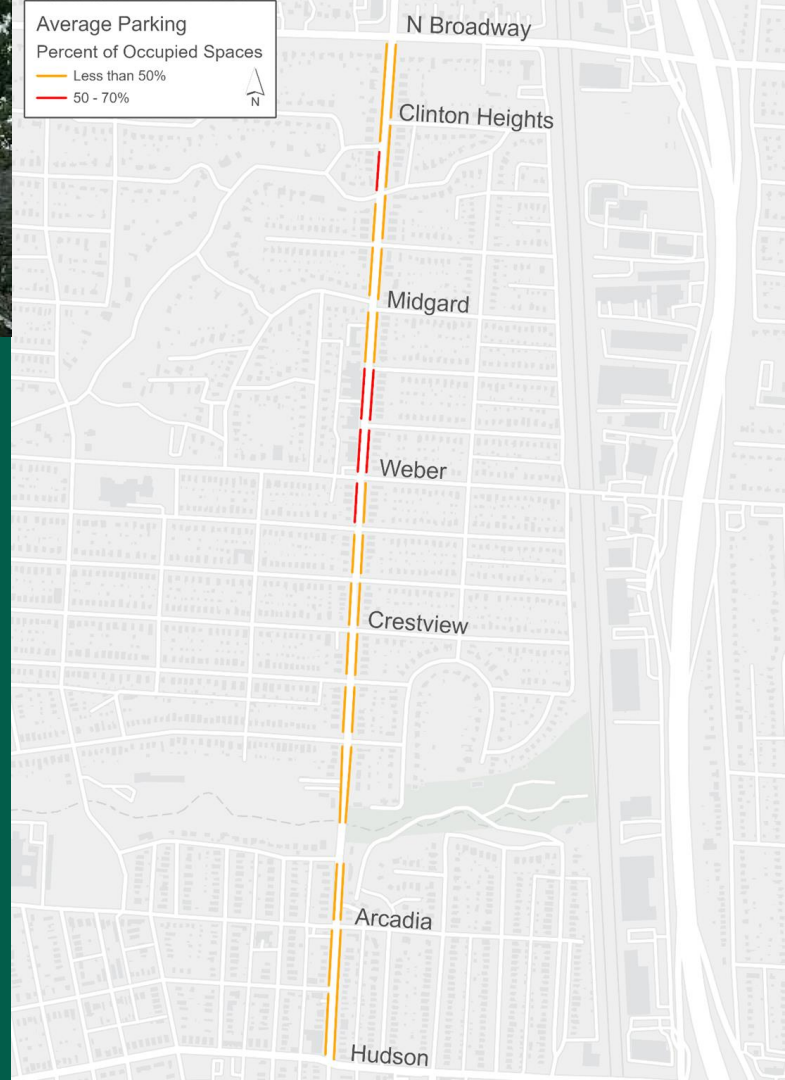 Average Parking
Percent of Occupied Spaces
Less than 50%
50 - 70%
N
N Broadway
Clinton Heights
Midgard
Weber
Crestview
Arcadia
Hudson